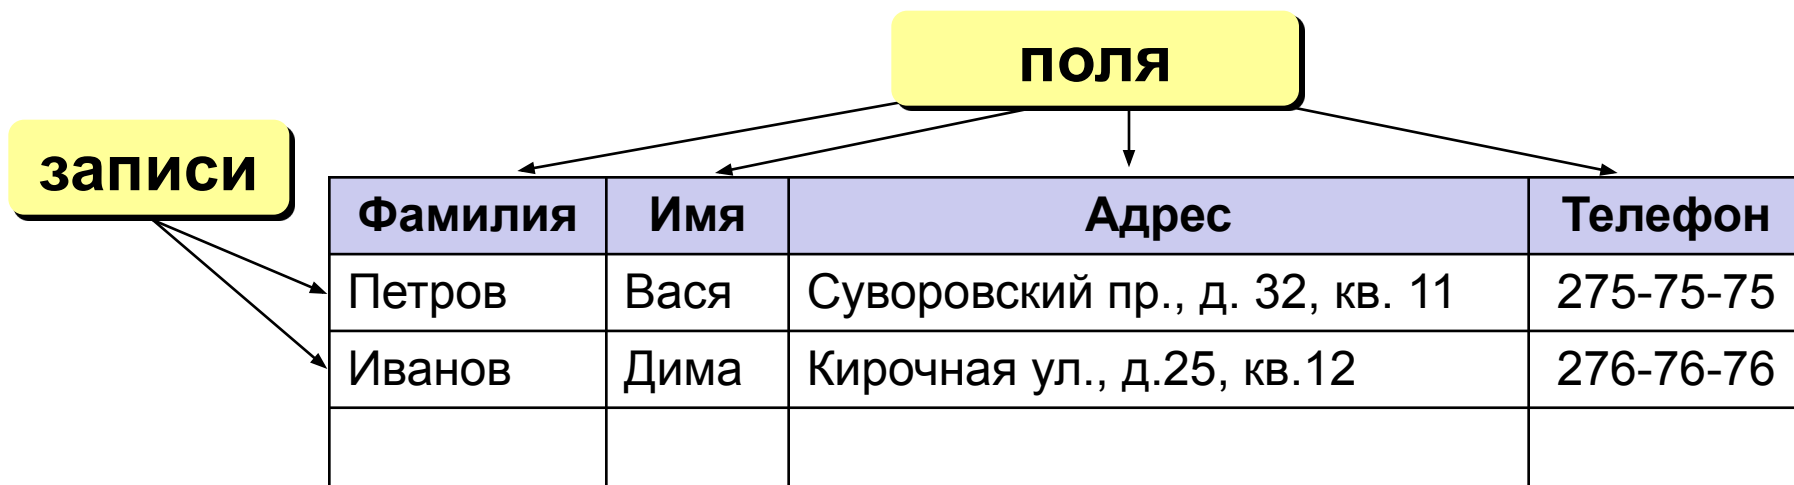 поля
записи
Фамилия Имя Адрес Телефон
Петров Вася Суворовский пр., д. 32, кв. 11 275-75-75
Иванов Дима Кирочная ул., д.25, кв.12 276-76-76